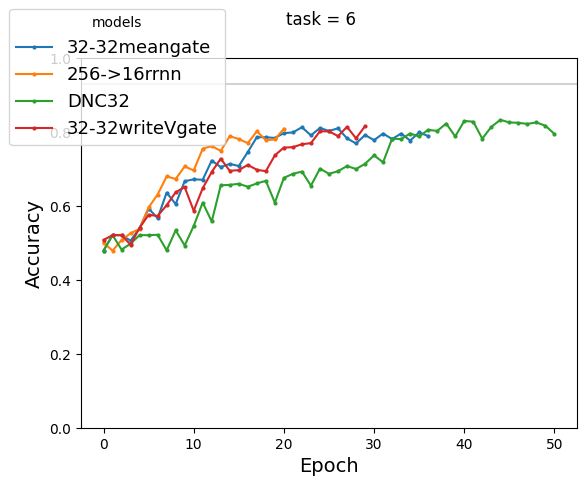 task = 6
models
32-32meangate
256->16rrnn
DNC32
32-32writeVgate
1.0
0.8
0.6
0.4
0.2
0.0
Accuracy
0 10 20 30 40 50
Epoch